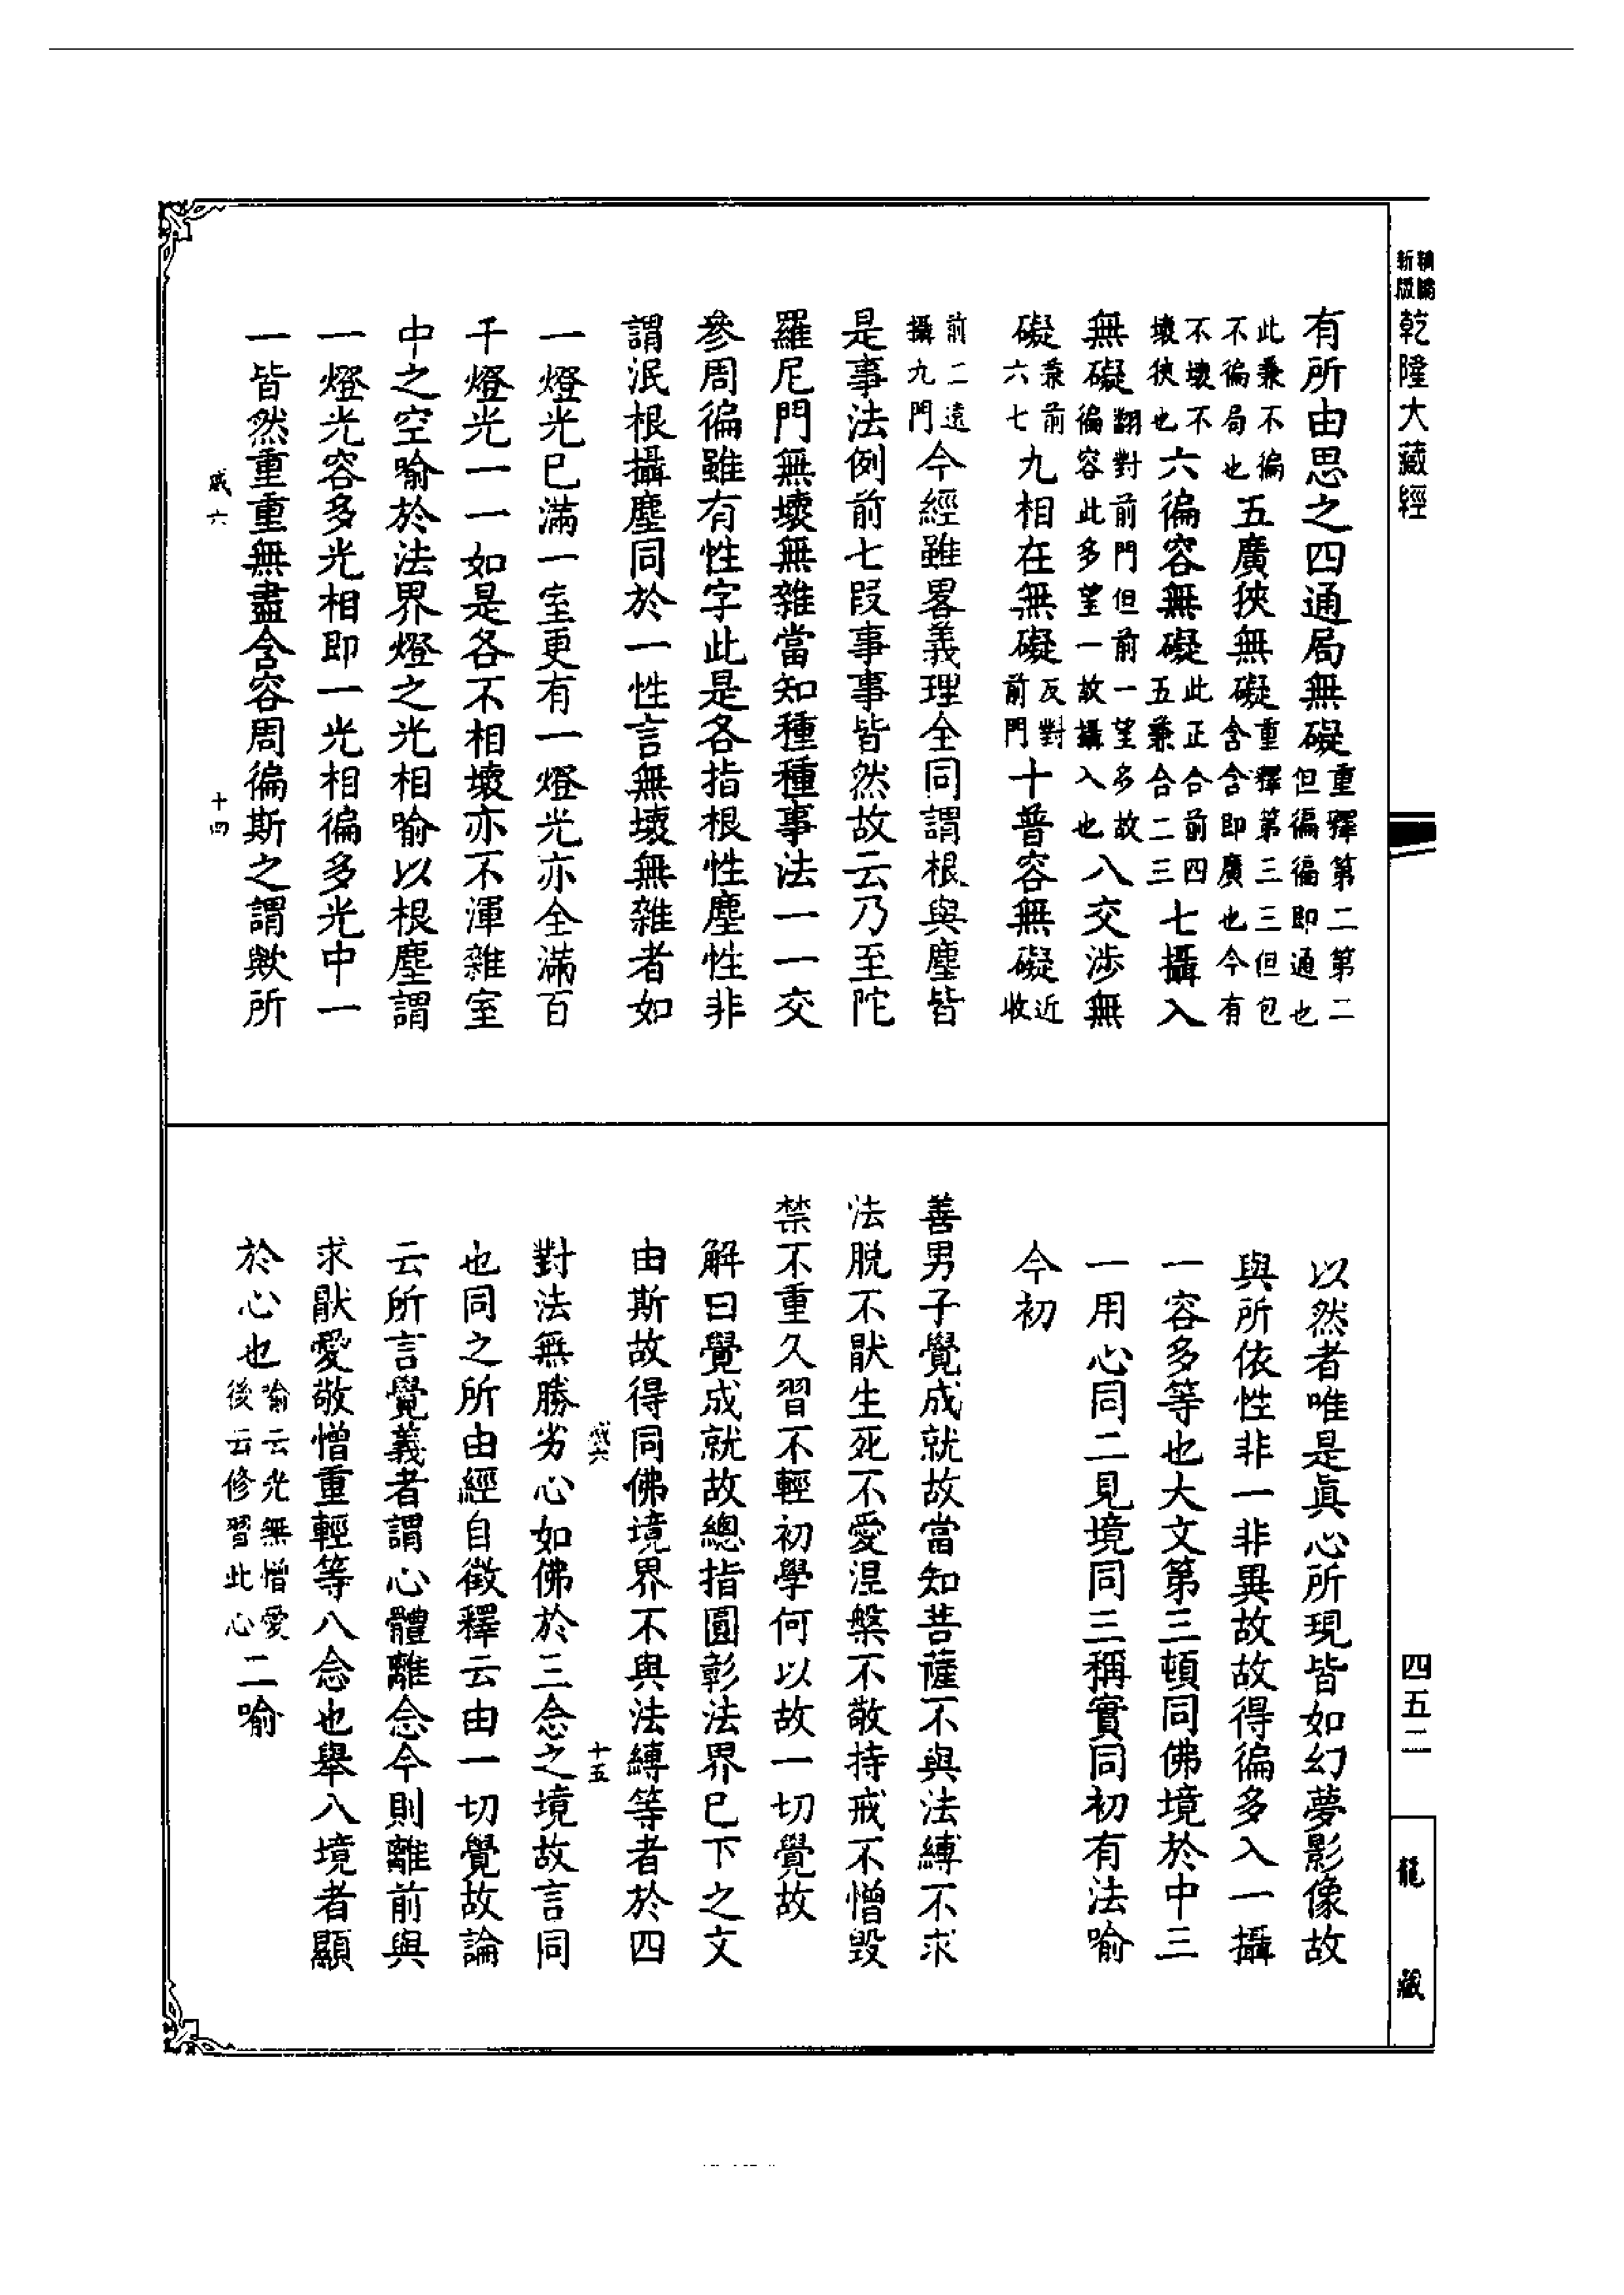 乾隆大藏經
有所由思之四通局無礙重釋第二第二但徧徧即通也
此兼不徧不徧局也五廣狹無礙重釋第三三但包含含即廣也今有
不壞不壞狹也六徧容無礙此正合前四五兼合二三七攝入
無礙翻對前門但前一望多故徧容此多望一故攝入也八交涉無
礙兼前六七九相在無礙反對前門十普容無礙近收
前二遠攝九門今經雖畧義理全同謂根與塵皆
是事法例前七段事事皆然故云乃至陀
羅尼門無壞無雜當知種種事法一一交
參周徧雖有性字此是各指根性塵性非
謂泯根攝塵同於一性言無壞無雜者如
一燈光巳滿一室更有一燈光亦全滿百
千燈光一一如是各不相壞亦不渾雜室
中之空喻於法界燈之光相喻以根塵謂
一燈光容多光相即一光相徧多光中一
一皆然重重無盡含容周徧斯之謂歟所
咸六
十四
以然者唯是眞心所現皆如幻夢影像故
與所依性非一非異故故得徧多入一攝
一容多等也大文第三頓同佛境於中三
一用心同二見境同三稱實同初有法喻
今初
善男子覺成就故當知菩薩不與法縛不求
法脱不猒生死不愛涅槃不敬持戒不憎毀
禁不重久習不輕初學何以故一切覺故
解曰覺成就故總指圓彰法界巳下之文
由斯故得同佛境界不與法縛等者於四
咸六
十五
對法無勝劣心如佛於三念之境故言同
也同之所由經自徵釋云由一切覺故論
云所言覺義者謂心體離念今則離前與
求猒愛敬憎重輕等八念也舉八境者顯
於心也喻云光無憎愛後云修習此心二喻
四五二
龍藏